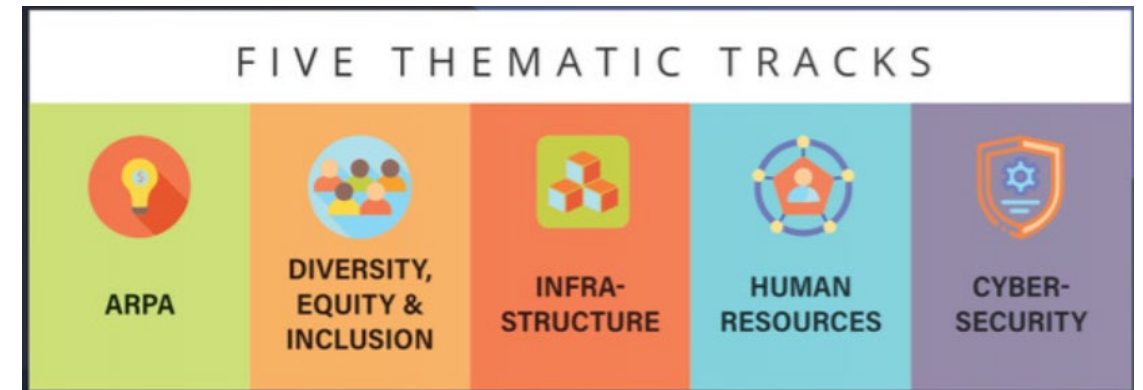 FIVE THEMATIC TRACKS
ARPA
DIVERSITY,
EQUITY &
INCLUSION
INFRA-
STRUCTURE
HUMAN
RESOURCES
CYBER-
SECURITY
$